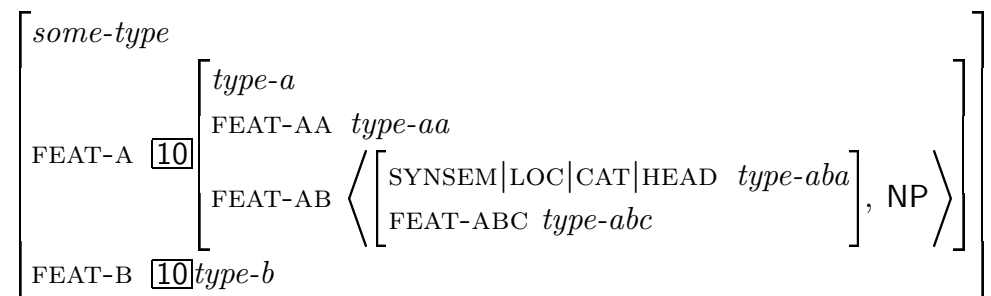 some-type
type-a
FEAT-AA type-aa
FEAT-A 10
SYNSEM|LOC|CAT|HEAD type-aba
FEAT-AB ⟨ , NP ⟩
FEAT-ABC type-abc
FEAT-B 10 type-b